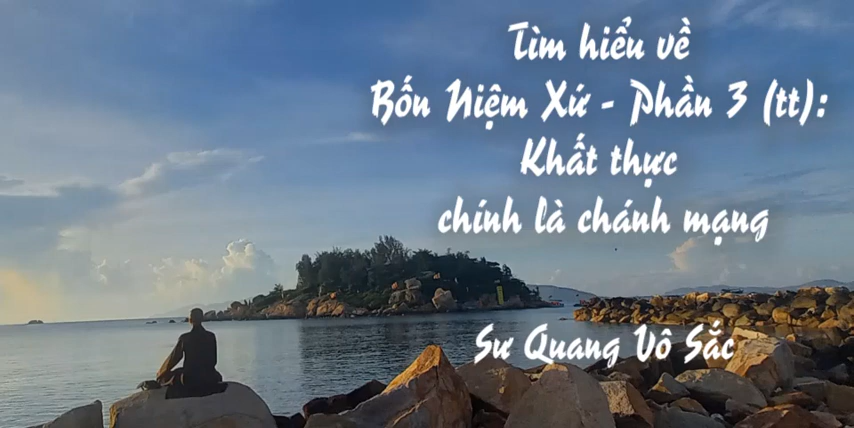 Tìm hiểu về
Bốn Niệm Xứ - Phần 3 (tt):
Khất thực
chính là chánh mạng
Sư Quang Vô Sắc